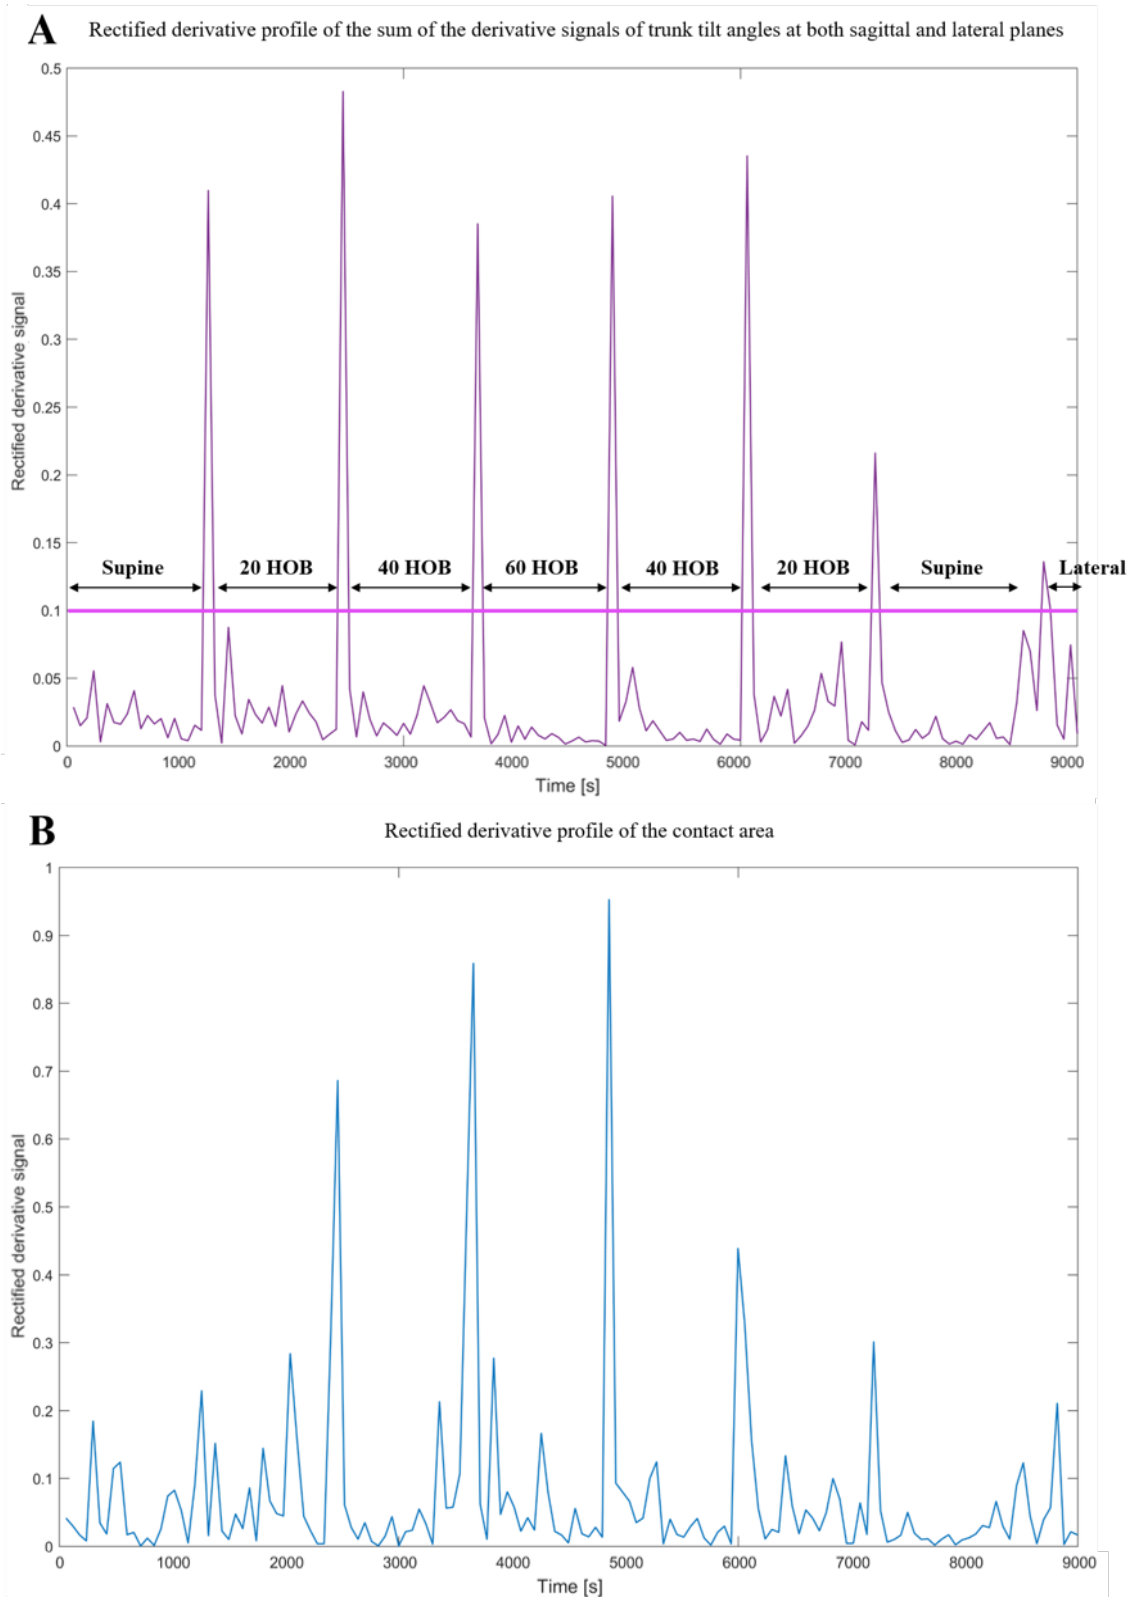 A
Rectified derivative profile of the sum of the derivative signals of trunk tilt angles at both sagittal and lateral planes
0.5
0.45
0.4
0.35
0.3
0.25
0.2
0.15
0.1
0.05
0
Rectified derivative signal
Supine 20 HOB 40 HOB 60 HOB 40 HOB 20 HOB Supine Lateral
0 1000 2000 3000 4000 5000 6000 7000 8000 9000
Time [s]
B
Rectified derivative profile of the contact area
1
0.9
0.8
0.7
0.6
0.5
0.4
0.3
0.2
0.1
0
Rectified derivative signal
0 1000 2000 3000 4000 5000 6000 7000 8000 9000
Time [s]